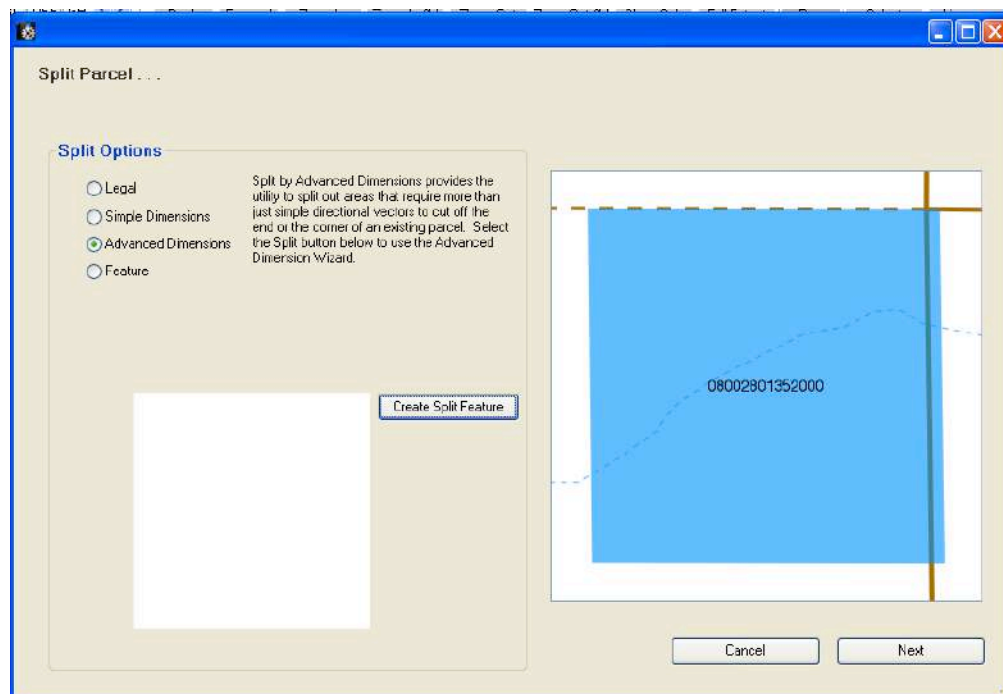 Split Parcel . . .
Split Options
Legal
Simple Dimensions
Advanced Dimensions
Feature
Split by Advanced Dimensions provides the
utility to split out areas that require more than
just simple directional vectors to cut off the
end or the corner of an existing parcel. Select
the Split button below to use the Advanced
Dimension Wizard.
Create Split Feature
08002801352000
Cancel
Next